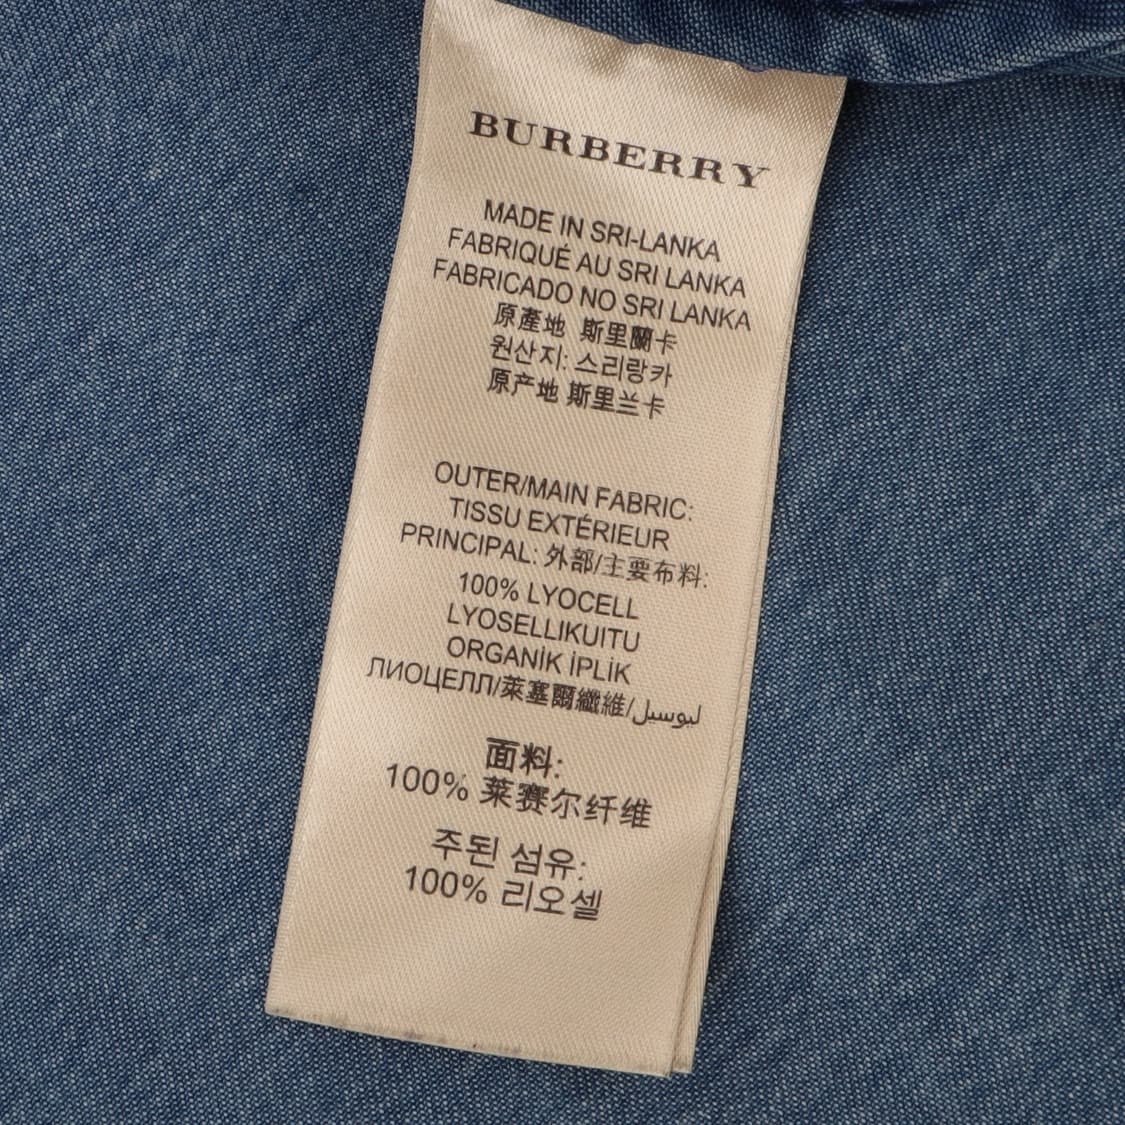 BURBERRY
MADE IN SRI-LANKA
FABRIQUÉ AU SRI LANKA
FABRICADO NO SRI LANKA
原產地 斯里蘭卡
원산지: 스리랑카
原产地 斯里兰卡
OUTER/MAIN FABRIC:
TISSU EXTÉRIEUR
PRINCIPAL: 外部/主要布料:
100% LYOCELL
LYOSELLIKUITU
ORGANİK İPLİK
ЛИОЦЕЛЛ/萊塞爾纖維/ليوسيل
面料:
100% 莱赛尔纤维
주된 섬유:
100% 리오셀